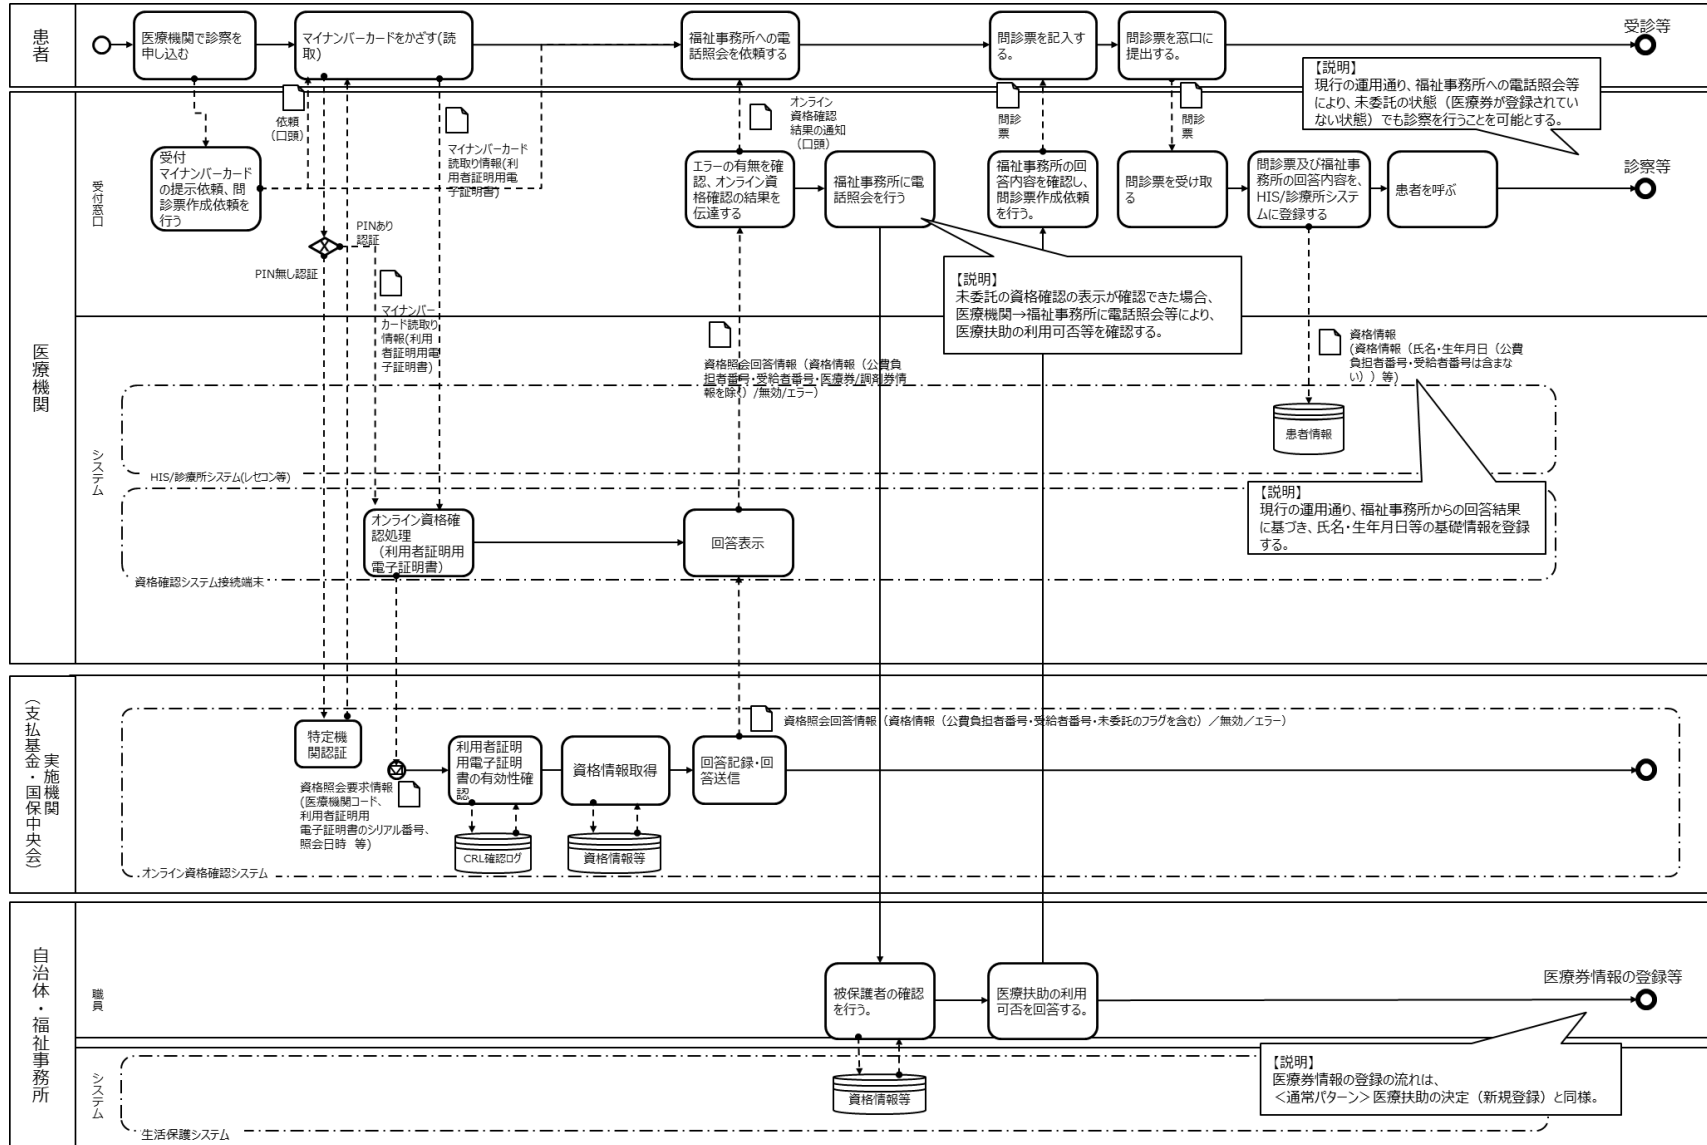 患者
医療機関で診察を
申し込む
マイナンバーカードをかざす(読
取)
福祉事務所への電
話照会を依頼する
問診票を記入す
る。
問診票を窓口に
提出する。
受診等
【説明】
現行の運用通り、福祉事務所への電話照会等
により、未委託の状態（医療券が登録されてい
ない状態）でも診察を行うことを可能とする。
医療機関
受付窓口
依頼
（口頭）
マイナンバーカード
読取り情報(利
用者証明用電
子証明書)
オンライン
資格確認
結果の通知
（口頭）
問診
票
問診
票
受付
マイナンバーカード
の提示依頼、問
診票作成依頼を
行う
エラーの有無を確
認、オンライン資
格確認の結果を
伝達する
福祉事務所に電
話照会を行う
福祉事務所の回
答内容を確認し、
問診票作成依頼
を行う。
問診票を受け取
る
問診票及び福祉事
務所の回答内容を、
HIS/診療所システ
ムに登録する
患者を呼ぶ
診察等
PINあり
認証
PIN無し認証
マイナンバー
カード読取り
情報(利用
者証明用電
子証明書)
【説明】
未委託の資格確認の表示が確認できた場合、
医療機関→福祉事務所に電話照会等により、
医療扶助の利用可否等を確認する。
システム
資格照会回答情報（資格情報（公費負
担者番号・受給者番号・医療券/調剤券情
報を除く）/無効/エラー）
資格情報
(資格情報（氏名・生年月日（公費
負担者番号・受給者番号は含まな
い））等)
患者情報
HIS/診療所システム(レセコン等)
【説明】
現行の運用通り、福祉事務所からの回答結果
に基づき、氏名・生年月日等の基礎情報を登録
する。
オンライン資格確
認処理
（利用者証明用
電子証明書）
回答表示
資格確認システム接続端末
実施機関
（支払基金・国保中央会）
資格照会回答情報（資格情報（公費負担者番号・受給者番号・未委託のフラグを含む）／無効／エラー）
特定機
関認証
利用者証明
用電子証明
書の有効性確
認
資格情報取得
回答記録・回
答送信
資格照会要求情報
(医療機関コード、
利用者証明用
電子証明書のシリアル番号、
照会日時 等)
CRL確認ログ
資格情報等
オンライン資格確認システム
自治体・福祉事務所
職員
被保護者の確認
を行う。
医療扶助の利用
可否を回答する。
医療券情報の登録等
システム
資格情報等
【説明】
医療券情報の登録の流れは、
＜通常パターン＞医療扶助の決定（新規登録）と同様。
生活保護システム